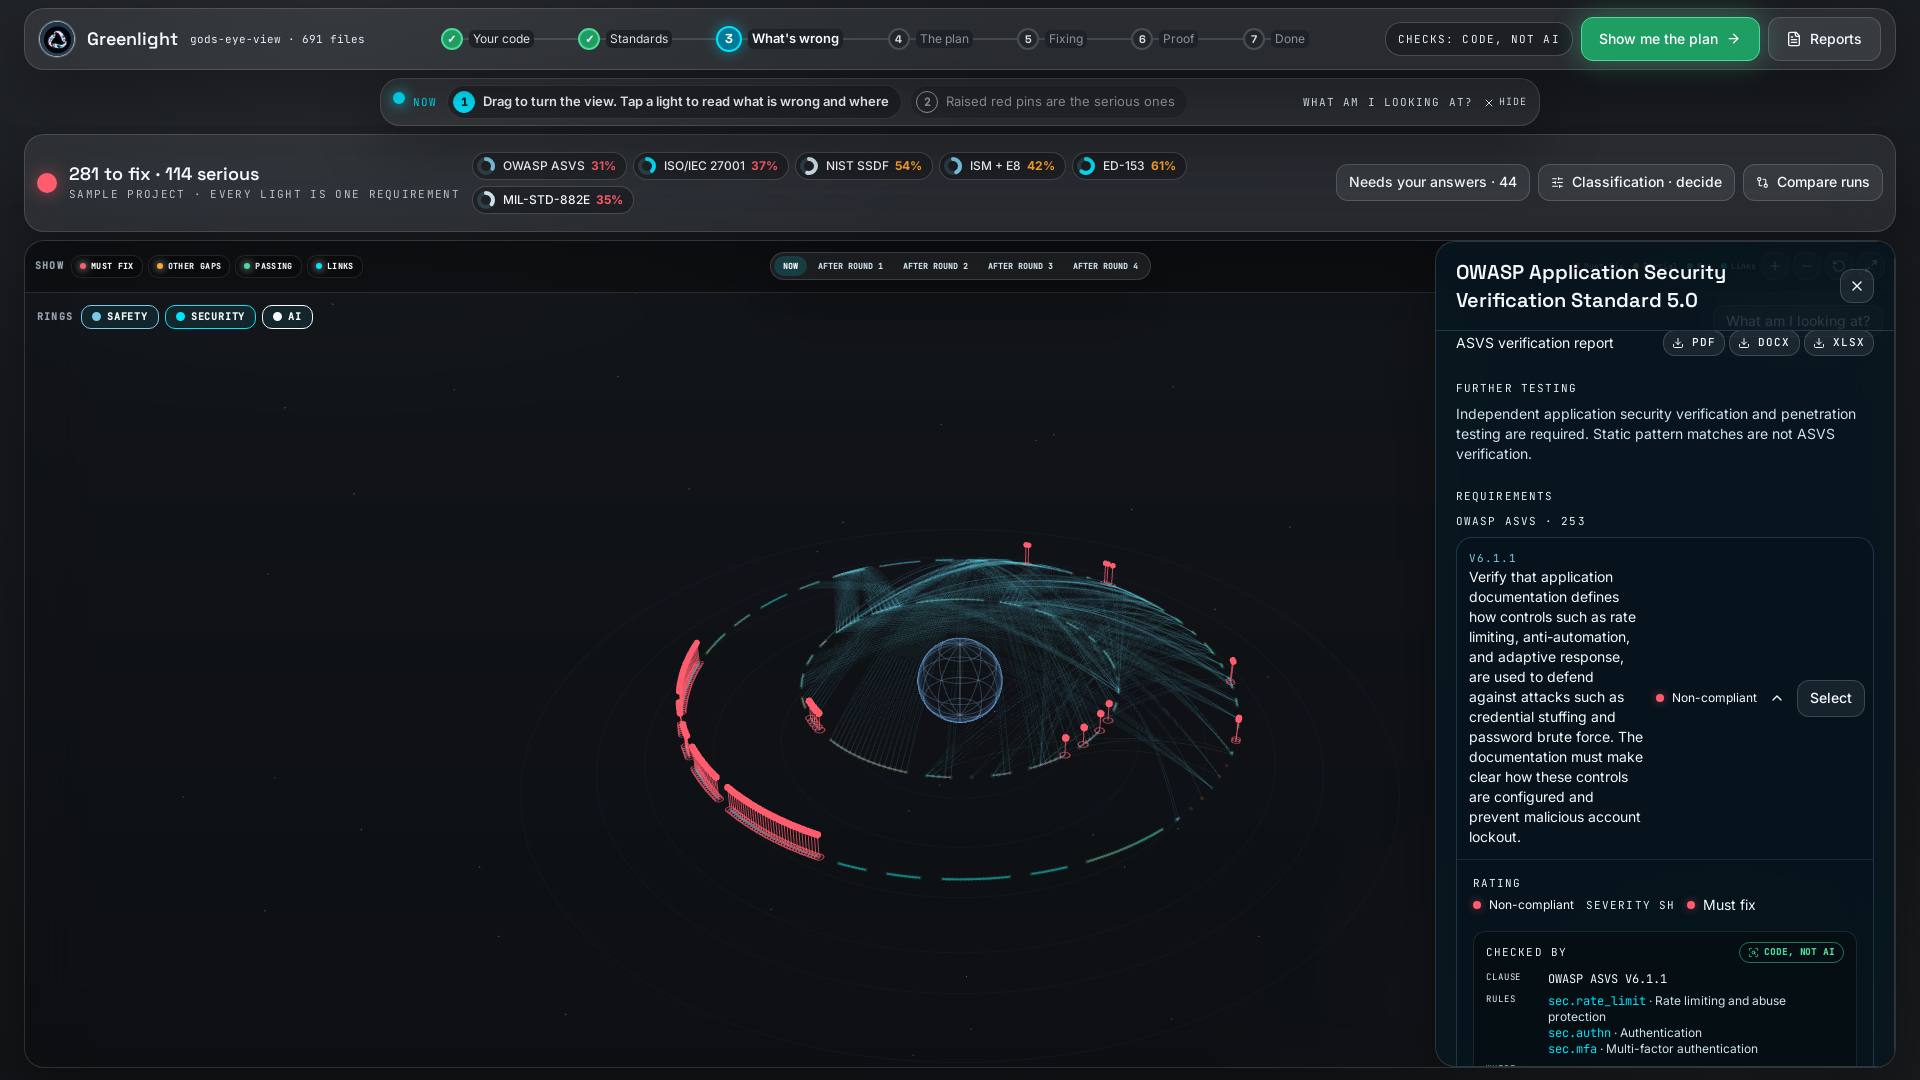 Greenlight
gods-eye-view · 691 files
✓ Your code
✓ Standards
3 What's wrong
4 The plan
5 Fixing
6 Proof
7 Done
CHECKS: CODE, NOT AI
Show me the plan →
Reports
NOW
1 Drag to turn the view. Tap a light to read what is wrong and where
2 Raised red pins are the serious ones
WHAT AM I LOOKING AT?
× HIDE
281 to fix · 114 serious
SAMPLE PROJECT · EVERY LIGHT IS ONE REQUIREMENT
OWASP ASVS 31%
ISO/IEC 27001 37%
NIST SSDF 54%
ISM + E8 42%
ED-153 61%
MIL-STD-882E 35%
Needs your answers · 44
Classification · decide
Compare runs
SHOW
MUST FIX
OTHER GAPS
PASSING
LINKS
NOW
AFTER ROUND 1
AFTER ROUND 2
AFTER ROUND 3
AFTER ROUND 4
RINGS
SAFETY
SECURITY
AI
OWASP Application Security
Verification Standard 5.0
What am I looking at?
ASVS verification report
PDF
DOCX
XLSX
FURTHER TESTING
Independent application security verification and penetration
testing are required. Static pattern matches are not ASVS
verification.
REQUIREMENTS
OWASP ASVS · 253
V6.1.1
Verify that application
documentation defines
how controls such as rate
limiting, anti-automation,
and adaptive response,
are used to defend
against attacks such as
credential stuffing and
password brute force. The
documentation must make
clear how these controls
are configured and
prevent malicious account
lockout.
Non-compliant
Select
RATING
Non-compliant SEVERITY SH Must fix
CHECKED BY
CODE, NOT AI
CLAUSE OWASP ASVS V6.1.1
RULES sec.rate_limit · Rate limiting and abuse
protection
sec.authn · Authentication
sec.mfa · Multi-factor authentication